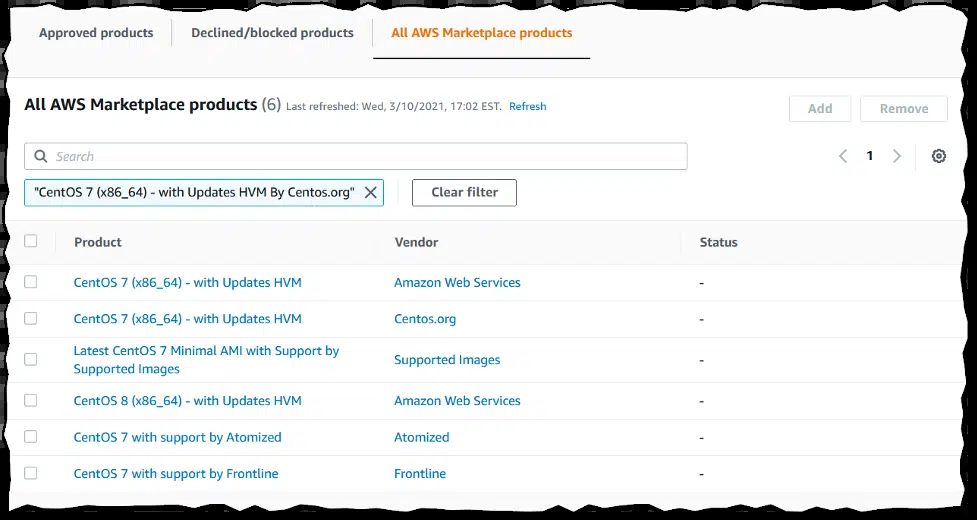 Approved products
Declined/blocked products
All AWS Marketplace products
All AWS Marketplace products (6) Last refreshed: Wed, 3/10/2021, 17:02 EST. Refresh
Add
Remove
Search
1
"CentOS 7 (x86_64) - with Updates HVM By Centos.org"
Clear filter
Product Vendor Status
CentOS 7 (x86_64) - with Updates HVM Amazon Web Services -
CentOS 7 (x86_64) - with Updates HVM Centos.org -
Latest CentOS 7 Minimal AMI with Support by
Supported Images
Supported Images -
CentOS 8 (x86_64) - with Updates HVM Amazon Web Services -
CentOS 7 with support by Atomized Atomized -
CentOS 7 with support by Frontline Frontline -